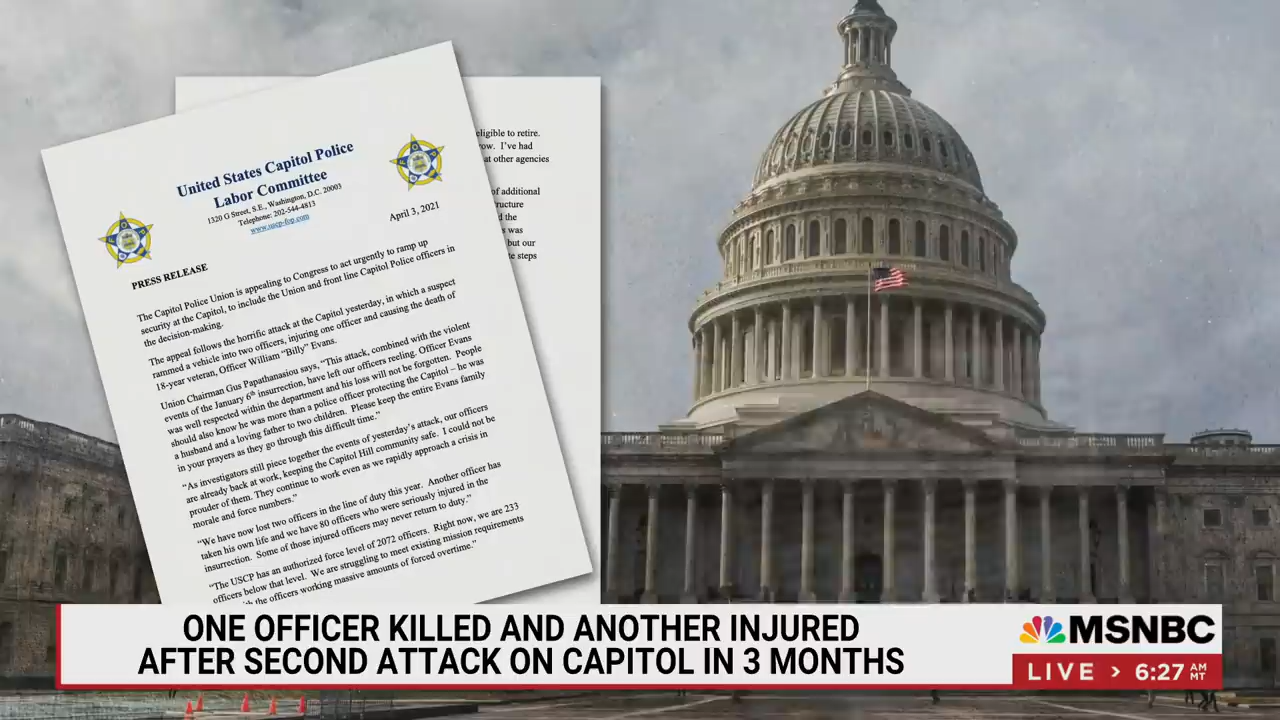 United States Capitol Police
Labor Committee
1320 G Street, S.E., Washington, D.C. 20003
Telephone: 202-544-4813
www.uscp-fop.com
April 3, 2021
PRESS RELEASE
The Capitol Police Union is appealing to Congress to act urgently to ramp up
security at the Capitol, to include the Union and front line Capitol Police officers in
the decision-making.
The appeal follows the horrific attack at the Capitol yesterday, in which a suspect
rammed a vehicle into two officers, injuring one officer and causing the death of
18-year veteran, Officer William “Billy” Evans.
Union Chairman Gus Papathanasiou says, “This attack, combined with the violent
events of the January 6th insurrection, have left our officers reeling. Officer Evans
was well respected within the department and his loss will not be forgotten. People
should also know he was more than a police officer protecting the Capitol – he was
a husband and a loving father to two children. Please keep the entire Evans family
in your prayers as they go through this difficult time.”
“As investigators still piece together the events of yesterday’s attack, our officers
are already back at work, keeping the Capitol Hill community safe. I could not be
prouder of them. They continue to work even as we rapidly approach a crisis in
morale and force numbers.”
“We have now lost two officers in the line of duty this year. Another officer has
taken his own life and we have 80 officers who were seriously injured in the
insurrection. Some of those injured officers may never return to duty.”
“The USCP has an authorized force level of 2072 officers. Right now, we are 233
officers below that level. We are struggling to meet existing mission requirements
the officers working massive amounts of forced overtime.”
eligible to retire.
row. I’ve had
at other agencies
of additional
ructure
d the
s was
but our
te steps
ONE OFFICER KILLED AND ANOTHER INJURED
AFTER SECOND ATTACK ON CAPITOL IN 3 MONTHS
MSNBC
LIVE > 6:27 AM MT